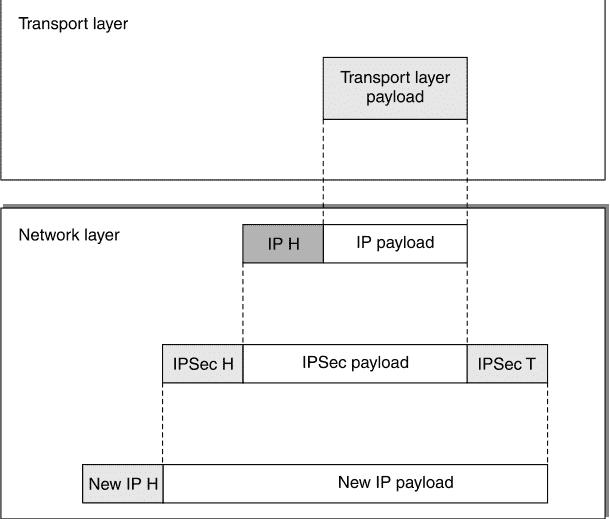 Transport layer
Transport layer
payload
Network layer
IP H
IP payload
IPSec H
IPSec payload
IPSec T
New IP H
New IP payload